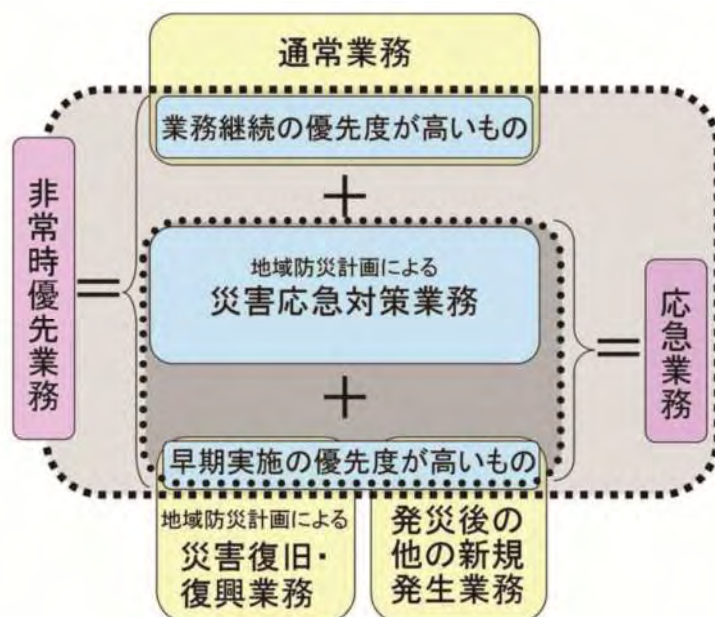 通常業務
業務継続の優先度が高いもの
+
非常時優先業務
=
地域防災計画による
災害応急対策業務
=
応急業務
+
早期実施の優先度が高いもの
地域防災計画による
災害復旧・
復興業務
発災後の
他の新規
発生業務